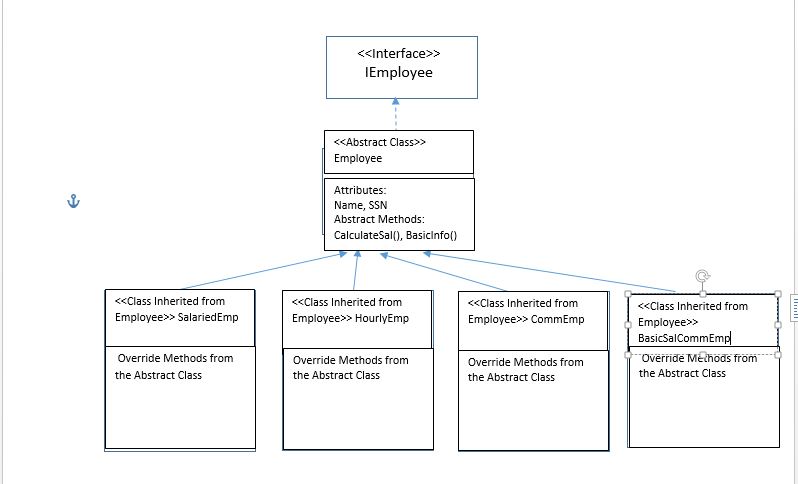 <<Interface>>
IEmployee
<<Abstract Class>>
Employee
Attributes:
Name, SSN
Abstract Methods:
CalculateSal(), BasicInfo()
<<Class Inherited from
Employee>> SalariedEmp
Override Methods from
the Abstract Class
<<Class Inherited from
Employee>> HourlyEmp
Override Methods from
the Abstract Class
<<Class Inherited from
Employee>> CommEmp
Override Methods from
the Abstract Class
<<Class Inherited from
Employee>>
BasicSalCommEmp
Override Methods from
the Abstract Class